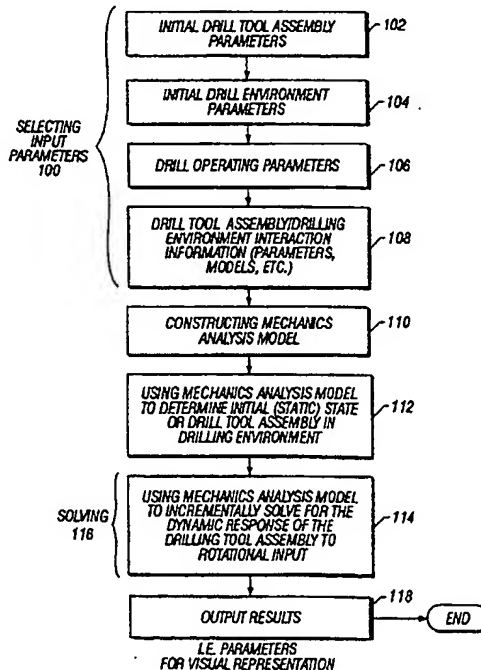 INITIAL DRILL TOOL ASSEMBLY
PARAMETERS
102
INITIAL DRILL ENVIRONMENT
PARAMETERS
104
SELECTING
INPUT
PARAMETERS
100
DRILL OPERATING PARAMETERS
106
DRILL TOOL ASSEMBLY/DRILLING
ENVIRONMENT INTERACTION
INFORMATION (PARAMETERS,
MODELS, ETC.)
108
CONSTRUCTING MECHANICS
ANALYSIS MODEL
110
USING MECHANICS ANALYSIS MODEL
TO DETERMINE INITIAL (STATIC) STATE
OR DRILL TOOL ASSEMBLY IN
DRILLING ENVIRONMENT
112
SOLVING
116
USING MECHANICS ANALYSIS MODEL
TO INCREMENTALLY SOLVE FOR THE
DYNAMIC RESPONSE OF THE
DRILLING TOOL ASSEMBLY TO
ROTATIONAL INPUT
114
OUTPUT RESULTS
118
END
I.E. PARAMETERS
FOR VISUAL REPRESENTATION